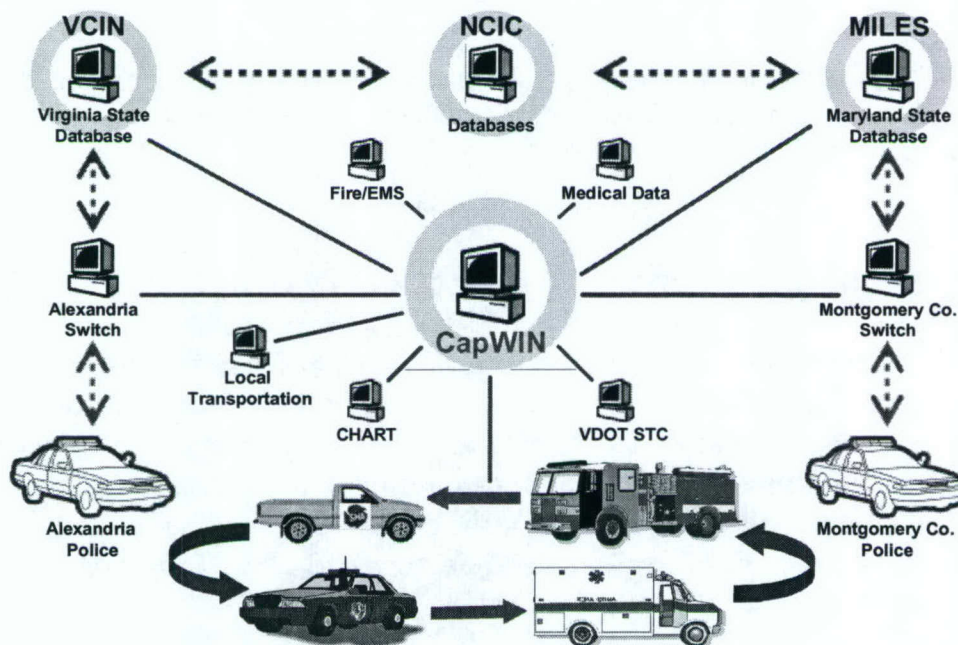 VCIN
NCIC
MILES
Virginia State
Database
Databases
Maryland State
Database
Fire/EMS
Medical Data
Alexandria
Switch
CapWIN
Montgomery Co.
Switch
Local
Transportation
CHART
VDOT STC
Alexandria
Police
Montgomery Co.
Police